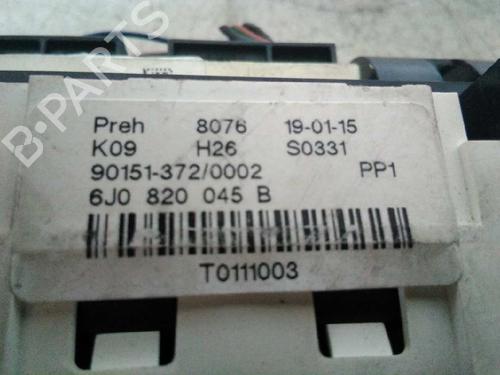 Preh 8076 19-01-15
K09 H26 S0331
90151-372/0002 PP1
6J0 820 045 B
T0111003
B-PARTS